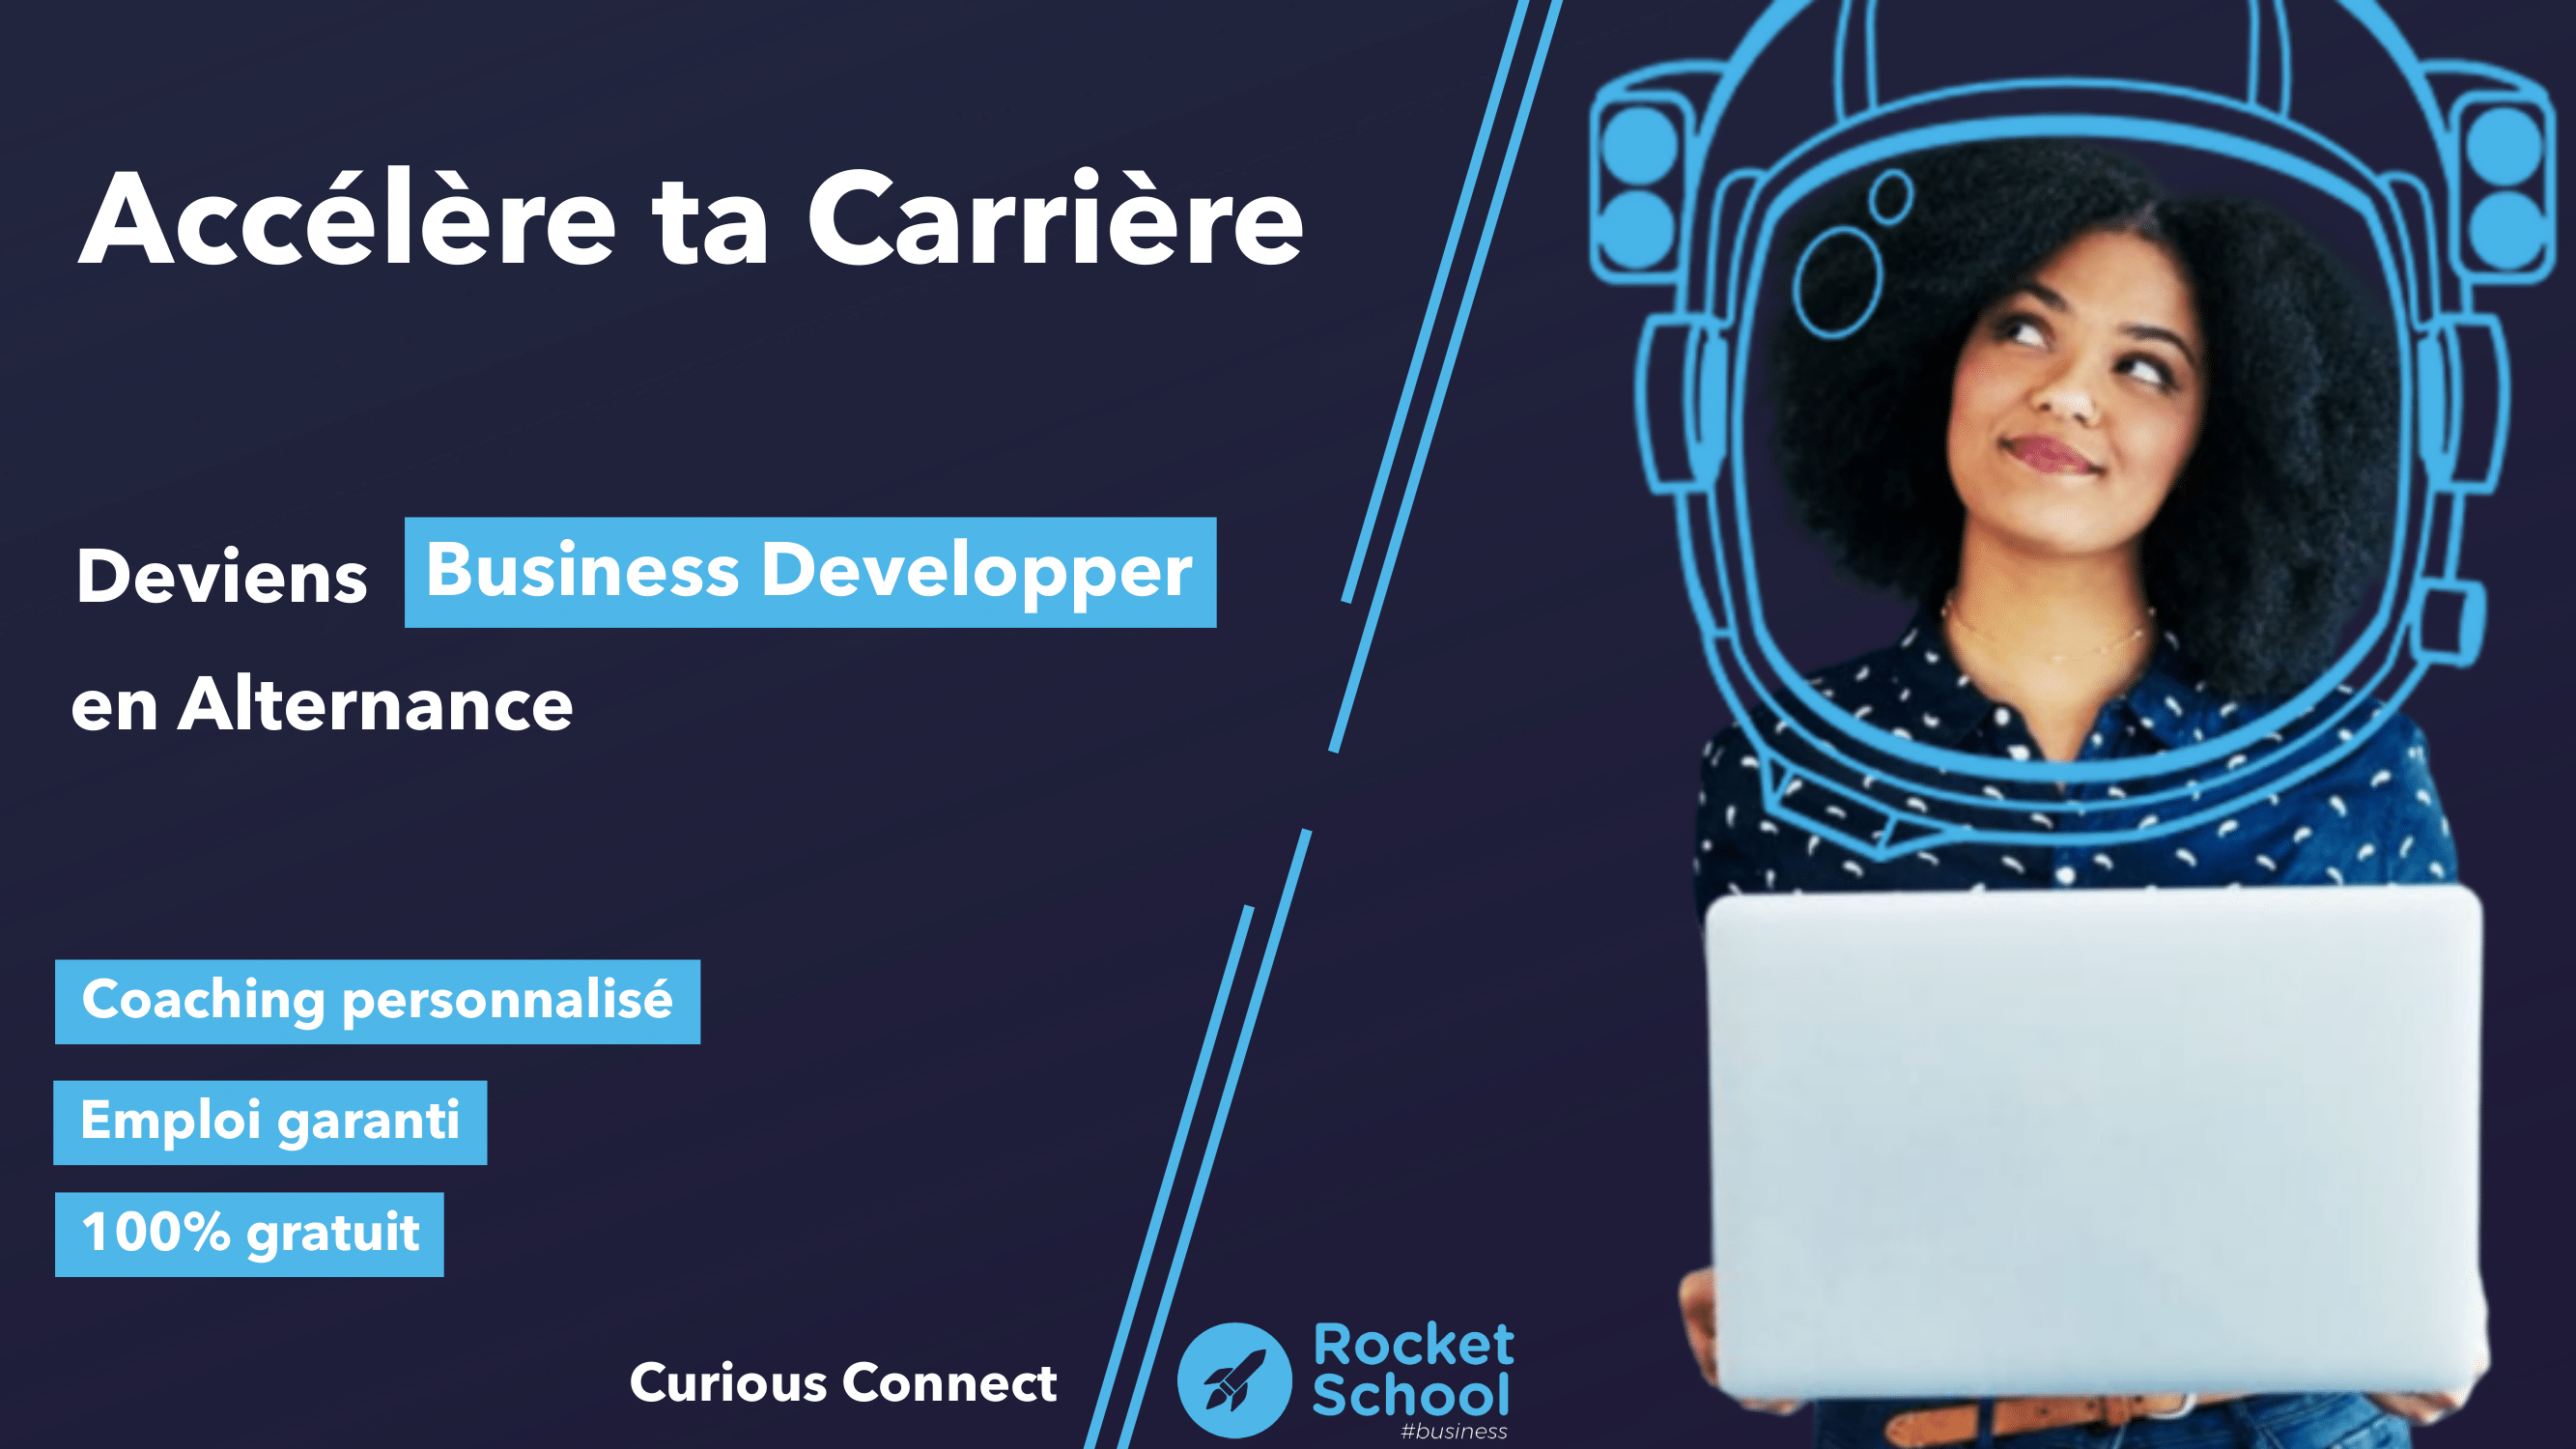 Accélère ta Carrière
Deviens Business Developper
en Alternance
Coaching personnalisé
Emploi garanti
100% gratuit
Curious Connect
Rocket
School
#business